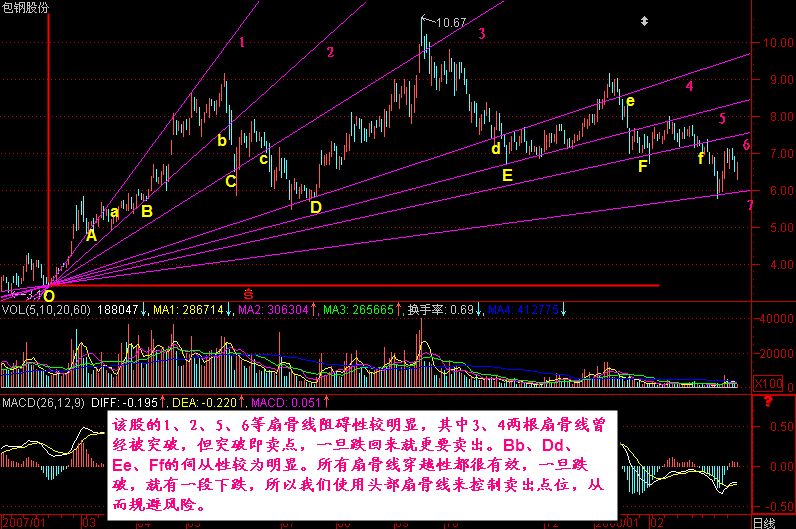 包钢股份
1
2
10.67
3
4
5
6
7
10.00
9.00
8.00
7.00
6.00
5.00
4.00
A
a
B
b
C
c
D
d
E
e
F
f
O
VOL(5,10,20,60) 188047↓, MA1: 286714↓, MA2: 306304↑, MA3: 265665↑, 换手率: 0.69↓, MA4: 412775↓
40000
20000
X100
MACD(26,12,9) DIFF: -0.195↑, DEA: -0.220↑, MACD: 0.051↑
?
该股的1、2、5、6等扇骨线阻碍性较明显，其中3、4两根扇骨线曾
经被突破，但突破即卖点，一旦跌回来就更要卖出。Bb、Dd、
Ee、Ff的伺从性较为明显。所有扇骨线穿越性都很有效，一旦跌
破，就有一段下跌，所以我们使用头部扇骨线来控制卖出点位，从
而规避风险。
0.50
0.00
-0.50
2007/01
03
02
日线